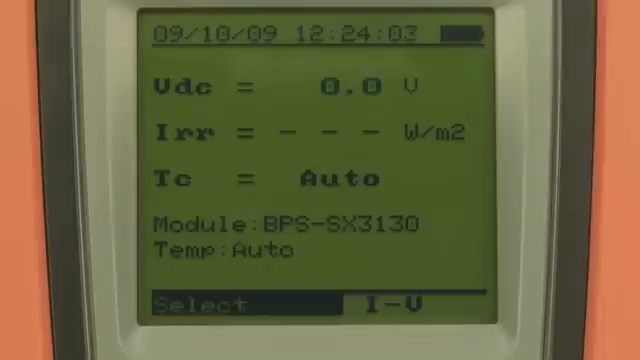 09/10/09 12:24:03
Vdc = 0.0 V
Irr = - - - W/m2
Tc = Auto
Module:BPS-SX3130
Temp:Auto
Select I-V